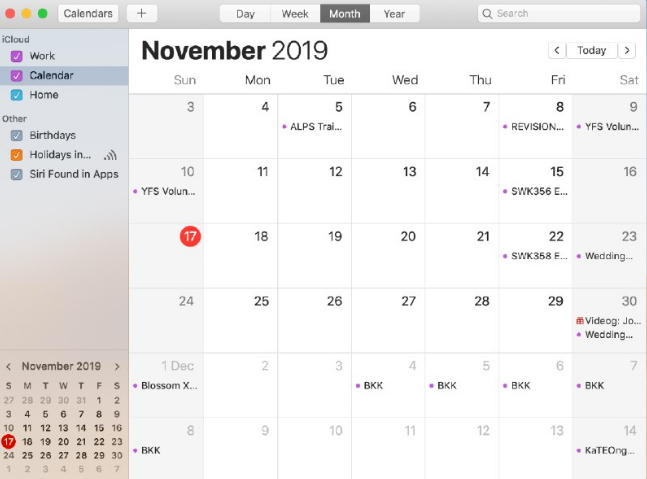 Calendars
+
Day Week Month Year
Search
iCloud
Work
Calendar
Home
Other
Birthdays
Holidays in...
Siri Found in Apps
November 2019
Today
Sun Mon Tue Wed Thu Fri Sat
3 4 5 6 7 8 9
ALPS Trai... REVISION... YFS Volun...
10 11 12 13 14 15 16
YFS Volun... SWK356 E...
17 18 19 20 21 22 23
SWK358 E... Wedding...
24 25 26 27 28 29 30
Videog: Jo...
Wedding...
1 Dec 2 3 4 5 6 7
Blossom X... BKK BKK BKK BKK
8 9 10 11 12 13 14
BKK KaTEOng...
November 2019
S M T W T F S
27 28 29 30 31 1 2
3 4 5 6 7 8 9
10 11 12 13 14 15 16
17 18 19 20 21 22 23
24 25 26 27 28 29 30
1 2 3 4 5 6 7